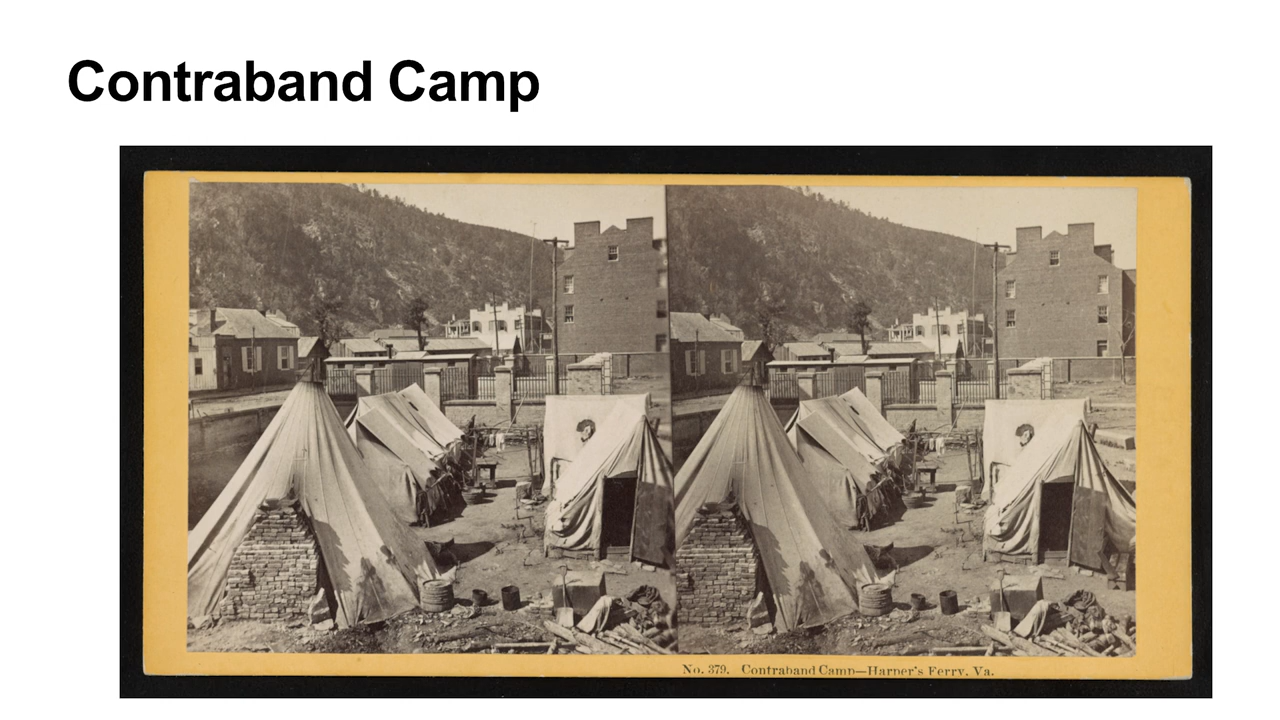 Contraband Camp
No. 379. Contraband Camp—Harper's Ferry, Va.